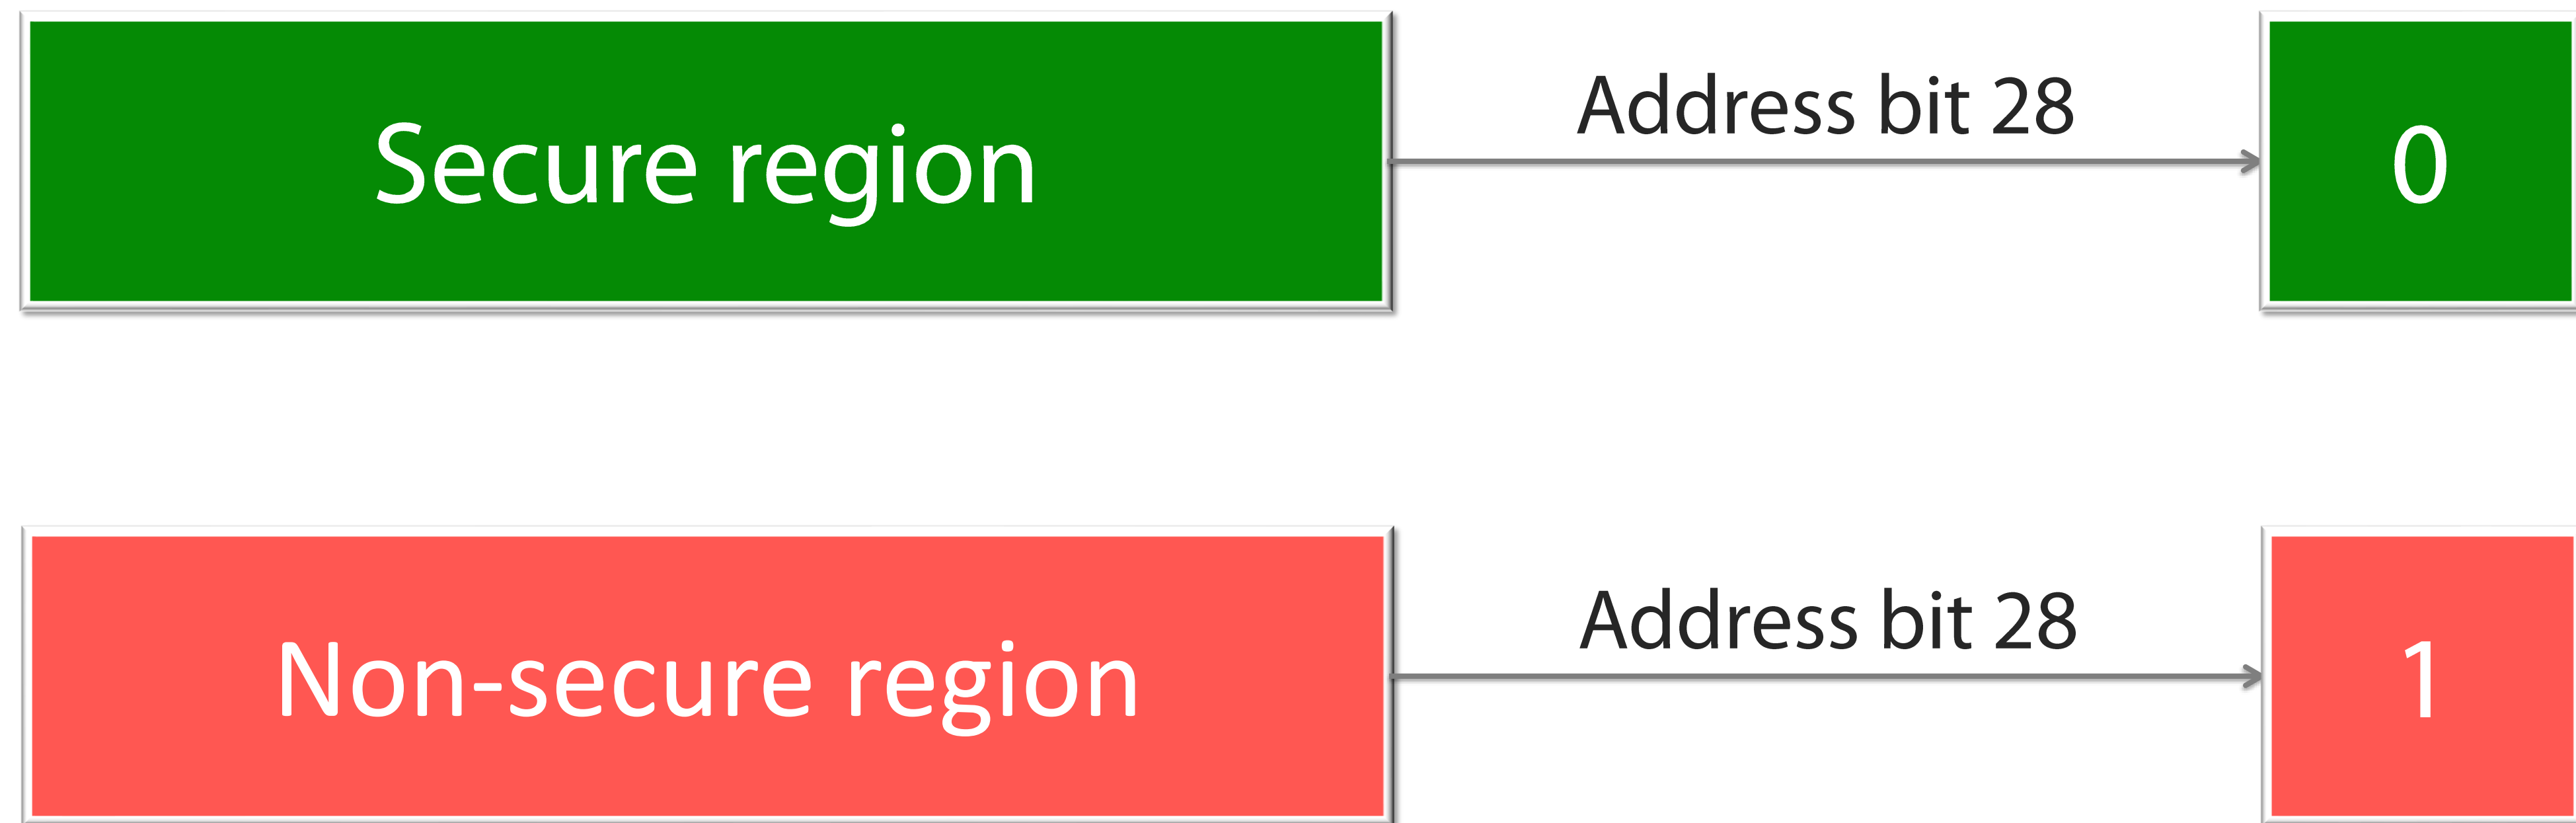 Secure region
Address bit 28
0
Non-secure region
Address bit 28
1